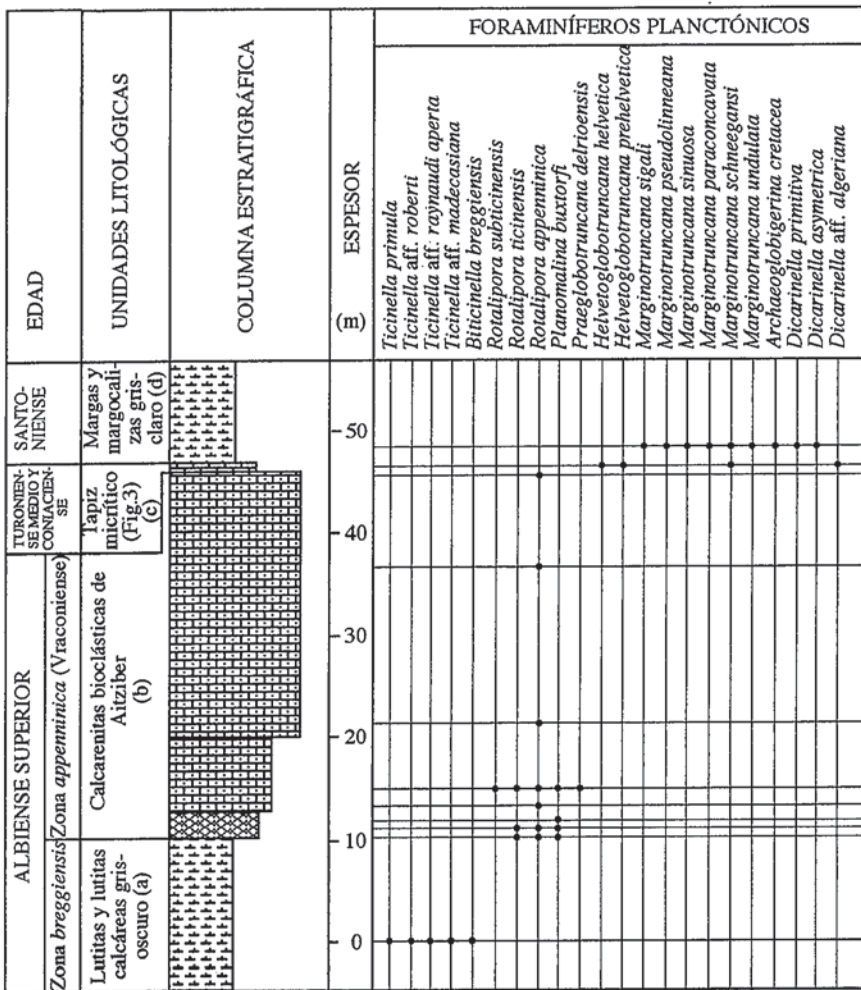 FORAMINÍFEROS PLANCTÓNICOS
EDAD
UNIDADES LITOLÓGICAS
COLUMNA ESTRATIGRÁFICA
ESPESOR
(m)
Ticinella primula
Ticinella aff. roberti
Ticinella aff. raynaudi aperta
Ticinella aff. madecasiana
Biticinella breggiensis
Rotalipora subticinensis
Rotalipora ticinensis
Rotalipora appenninica
Planomalina buxtorfi
Praeglobotruncana delrioensis
Helvetoglobotruncana helvetica
Helvetoglobotruncana prehelvetica
Marginotruncana sigali
Marginotruncana pseudolinneana
Marginotruncana sinuosa
Marginotruncana paraconcavata
Marginotruncana schneegansi
Marginotruncana undulata
Archaeoglobigerina cretacea
Dicarinella primitiva
Dicarinella asymetrica
Dicarinella aff. algeriana
SANTO-
NIENSE
Margas y
margocali-
zas gris-
claro (d)
TURONIEN-
SE MEDIO Y
CONIACIEN-
SE
Tapiz
micrítico
(Fig.3)
(c)
ALBIENSE SUPERIOR
Zona appenninica (Vraconiense)
Calcarenitas bioclásticas de
Aitziber
(b)
Zona breggiensis
Lutitas y lutitas
calcáreas gris-
oscuro (a)
50
40
30
20
10
0